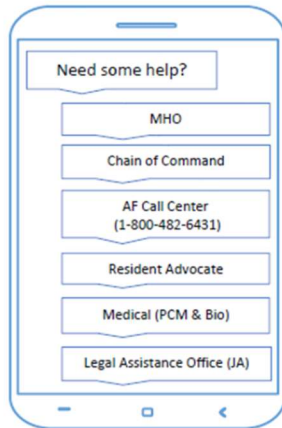 Need some help?
MHO
Chain of Command
AF Call Center
(1-800-482-6431)
Resident Advocate
Medical (PCM & Bio)
Legal Assistance Office (JA)